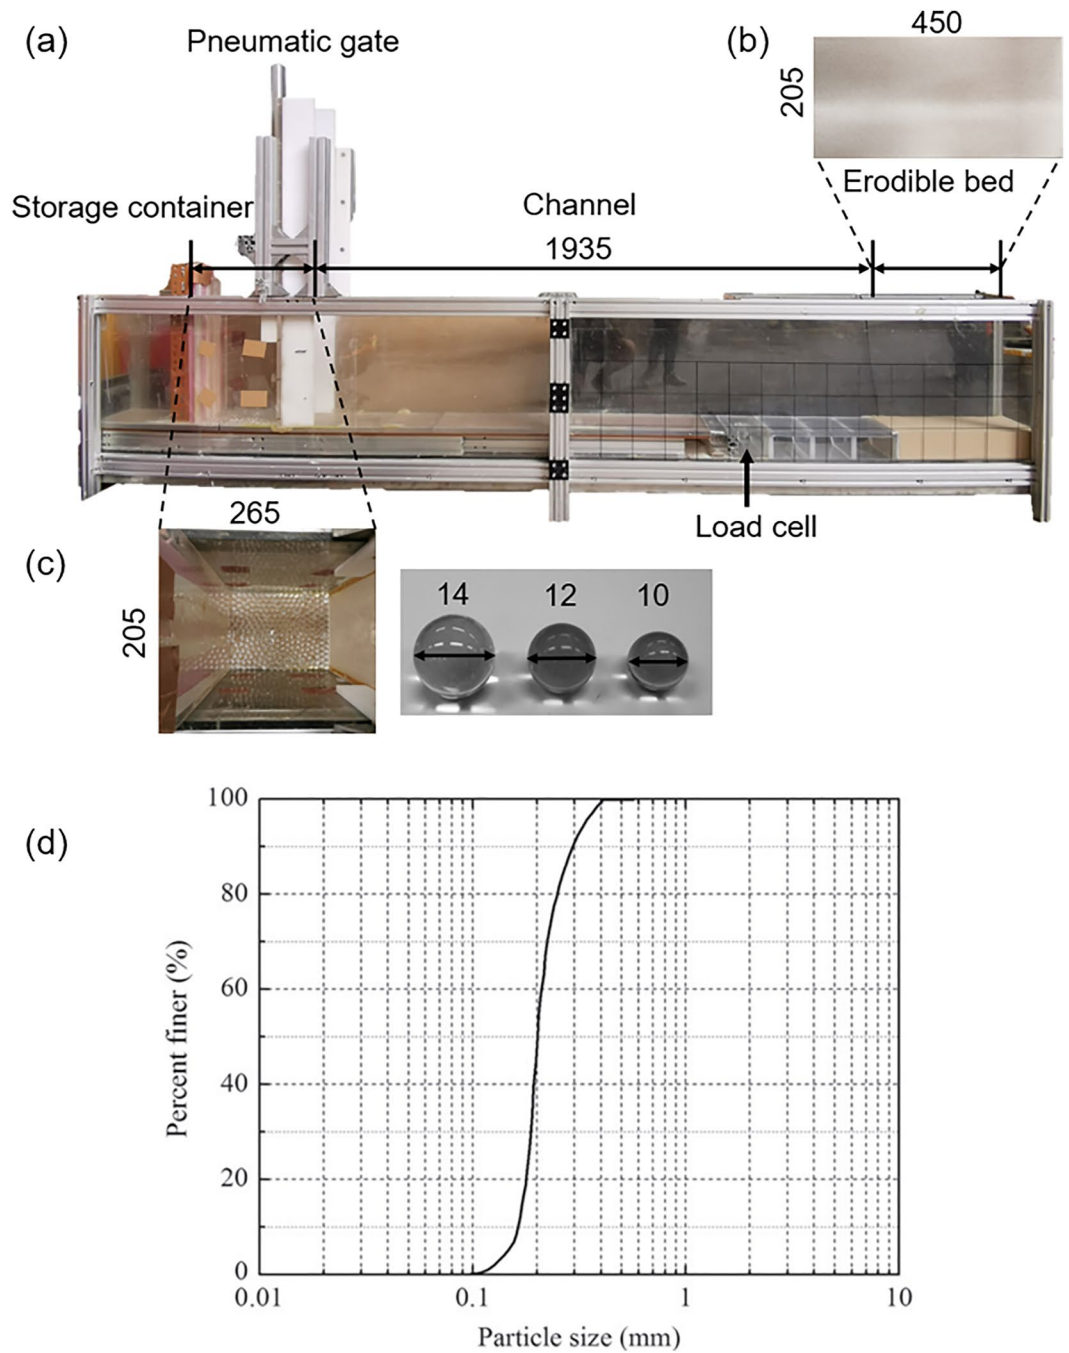 (a)
Pneumatic gate
(b)
450
205
Erodible bed
Storage container
Channel
1935
Load cell
(c)
265
205
14
12
10
(d)
100
80
60
40
20
0
Percent finer (%)
0.01
0.1
1
10
Particle size (mm)